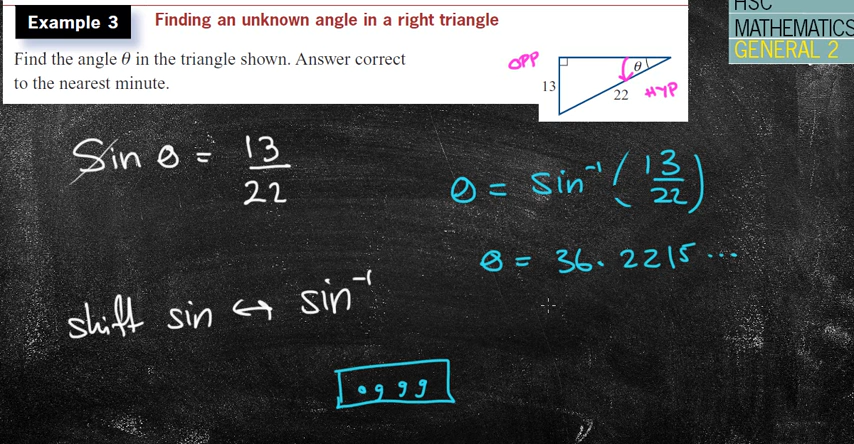 Example 3 Finding an unknown angle in a right triangle
HSC
MATHEMATICS
GENERAL 2
Find the angle θ in the triangle shown. Answer correct
to the nearest minute.
OPP
θ
13
22 HYP
Sin θ = 13/22
θ = sin⁻¹ (13/22)
θ = 36.2215...
shift sin ↔ sin⁻¹
° ' ' '